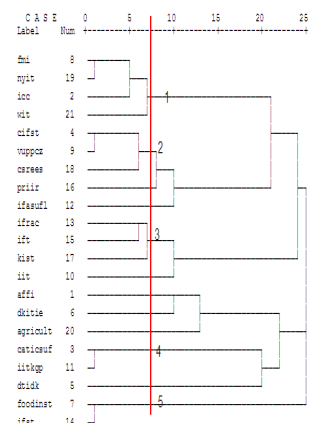 C A S E 0 5 10 15 20 25
Label Num
fmi 8
nyit 19
icc 2
wit 21
1
cifst 4
vuppcz 9
2
csrees 18
priir 16
ifasufl 12
ifrac 13
ift 15
3
kist 17
iit 10
affi 1
dkitie 6
agricult 20
caticsuf 3
4
iitkgp 11
dtidk 5
foodinst 7
5
ifst 14